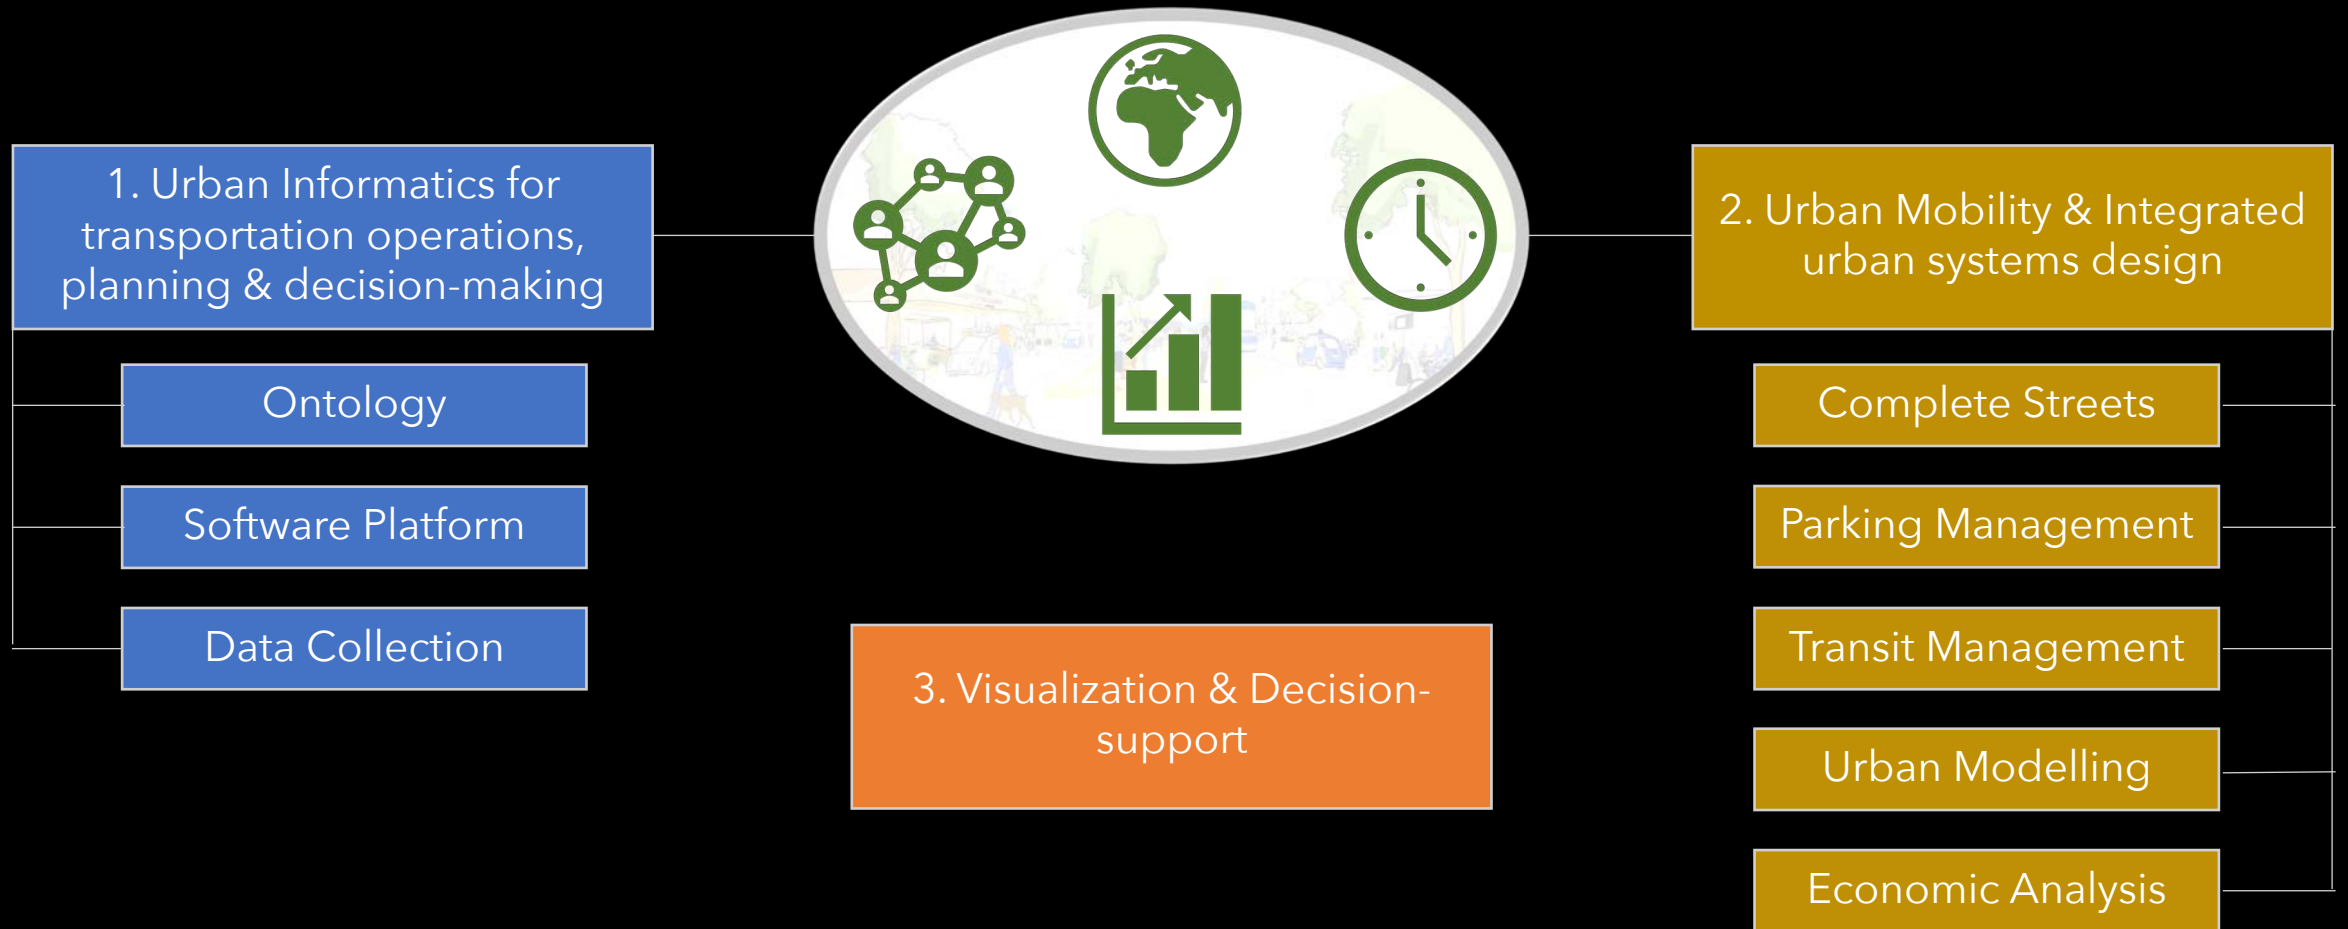 1. Urban Informatics for
transportation operations,
planning & decision-making
Ontology
Software Platform
Data Collection
3. Visualization & Decision-
support
2. Urban Mobility & Integrated
urban systems design
Complete Streets
Parking Management
Transit Management
Urban Modelling
Economic Analysis